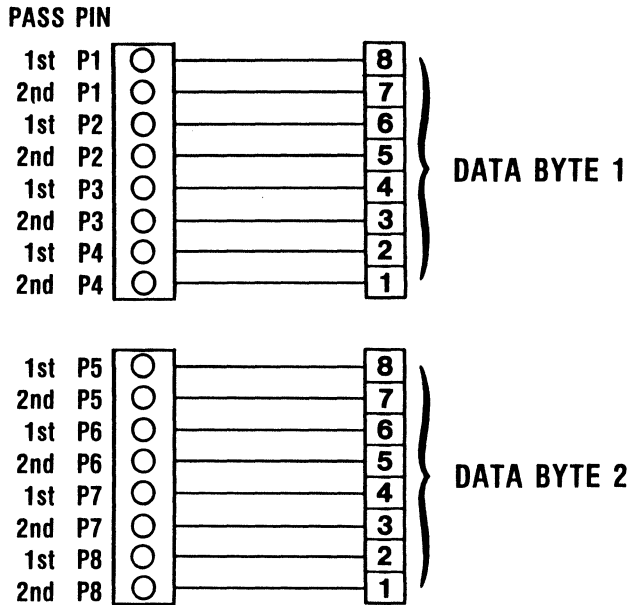 PASS PIN
1st P1 8
2nd P1 7
1st P2 6
2nd P2 5
1st P3 4
2nd P3 3
1st P4 2
2nd P4 1
DATA BYTE 1
1st P5 8
2nd P5 7
1st P6 6
2nd P6 5
1st P7 4
2nd P7 3
1st P8 2
2nd P8 1
DATA BYTE 2